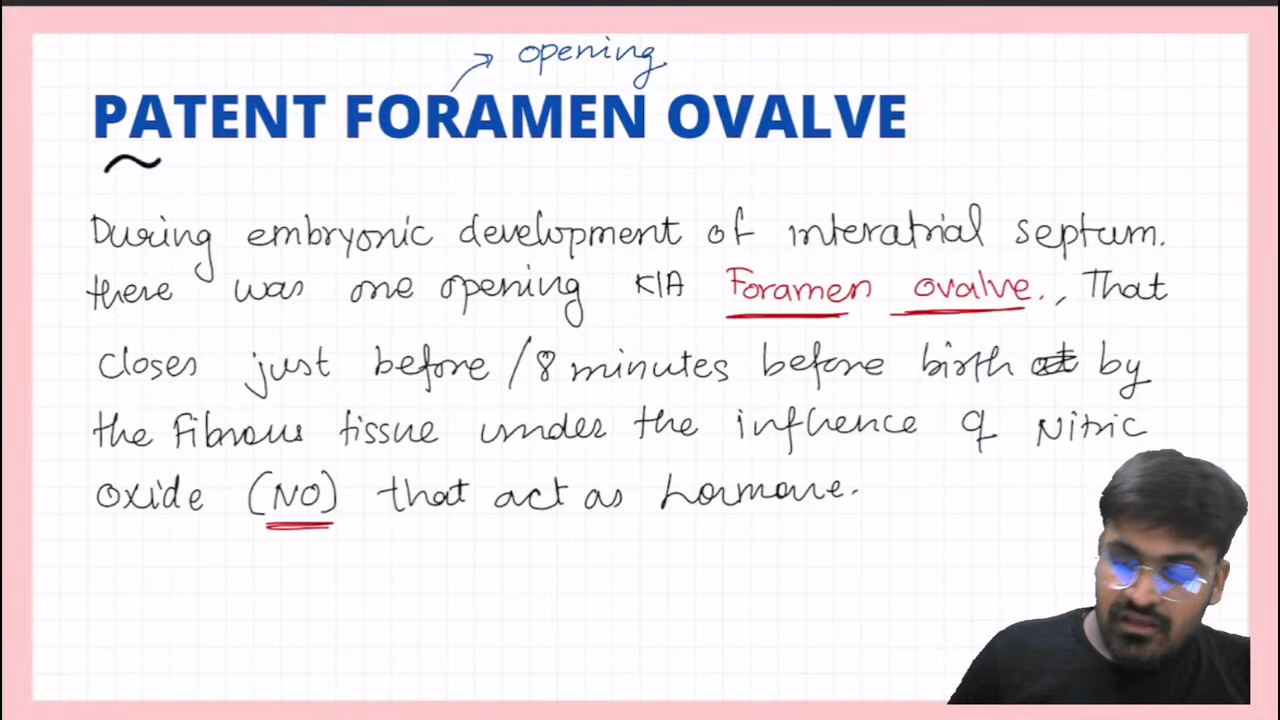 opening
PATENT FORAMEN OVALVE
During embryonic development of interatrial septum.
there was one opening K/A Foramen ovalve., That
closes just before / 8 minutes before birth at by
the fibrous tissue under the influence of Nitric
oxide (NO) that act as hormone.